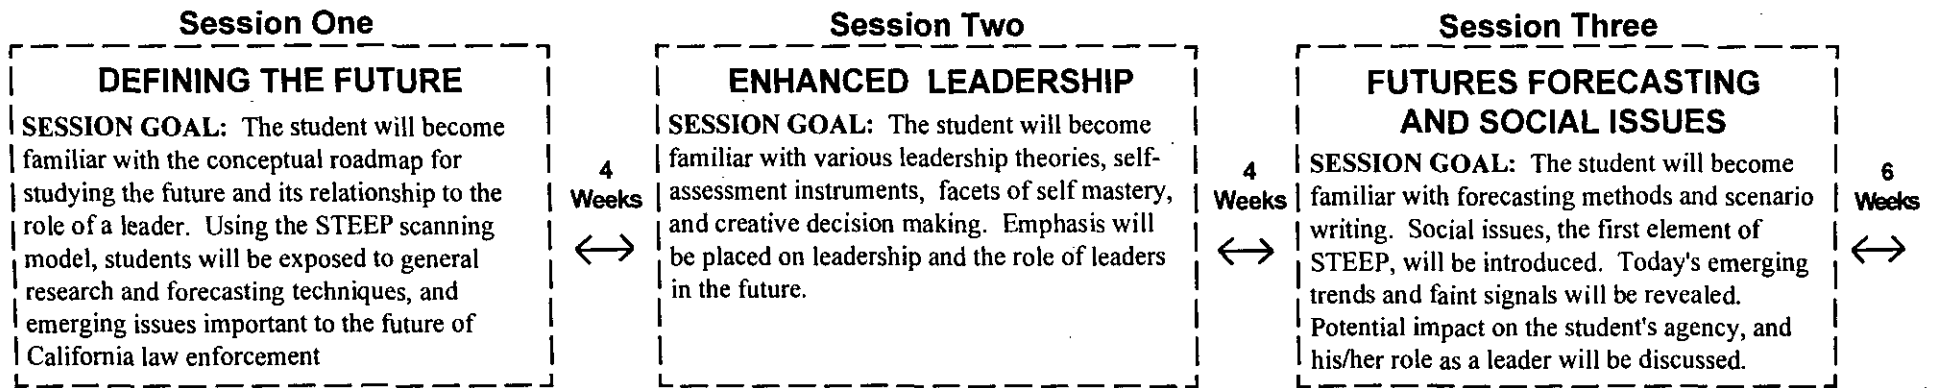 Session One
DEFINING THE FUTURE
SESSION GOAL: The student will become
familiar with the conceptual roadmap for
studying the future and its relationship to the
role of a leader. Using the STEEP scanning
model, students will be exposed to general
research and forecasting techniques, and
emerging issues important to the future of
California law enforcement
4
Weeks
Session Two
ENHANCED LEADERSHIP
SESSION GOAL: The student will become
familiar with various leadership theories, self-
assessment instruments, facets of self mastery,
and creative decision making. Emphasis will
be placed on leadership and the role of leaders
in the future.
4
Weeks
Session Three
FUTURES FORECASTING
AND SOCIAL ISSUES
SESSION GOAL: The student will become
familiar with forecasting methods and scenario
writing. Social issues, the first element of
STEEP, will be introduced. Today's emerging
trends and faint signals will be revealed.
Potential impact on the student's agency, and
his/her role as a leader will be discussed.
6
Weeks